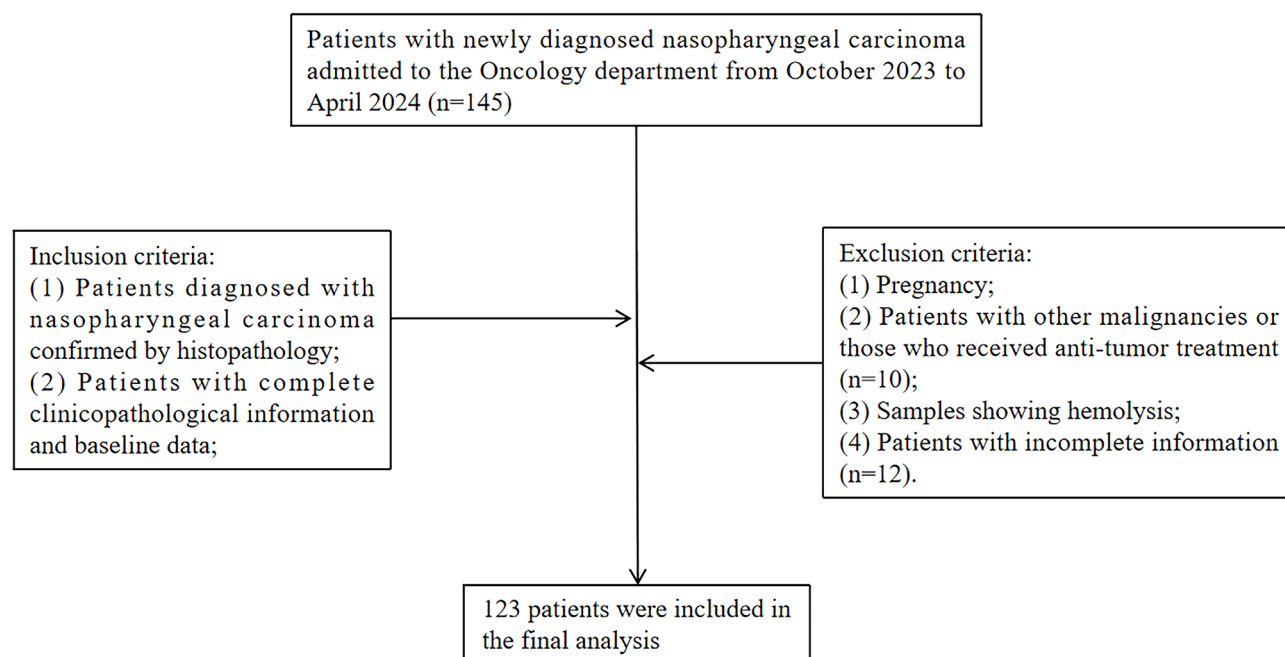 Patients with newly diagnosed nasopharyngeal carcinoma
admitted to the Oncology department from October 2023 to
April 2024 (n=145)
Inclusion criteria:
(1) Patients diagnosed with
nasopharyngeal carcinoma
confirmed by histopathology;
(2) Patients with complete
clinicopathological information
and baseline data;
Exclusion criteria:
(1) Pregnancy;
(2) Patients with other malignancies or
those who received anti-tumor treatment
(n=10);
(3) Samples showing hemolysis;
(4) Patients with incomplete information
(n=12).
123 patients were included in
the final analysis